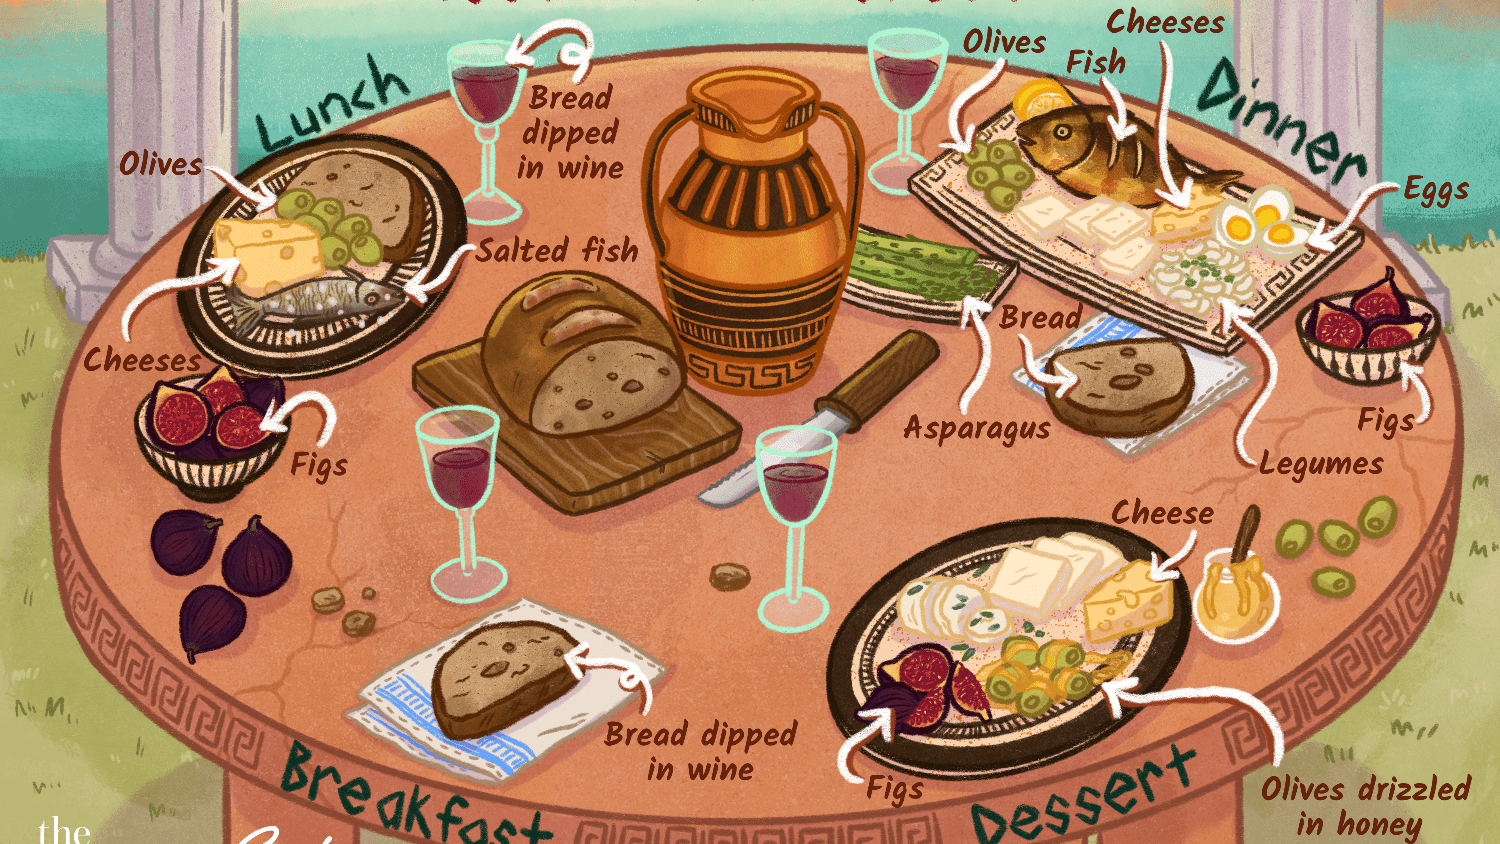 Lunch
Olives
Cheeses
Salted fish
Figs
Bread
dipped
in wine
Olives
Fish
Cheeses
Dinner
Eggs
Bread
Asparagus
Figs
Legumes
Cheese
Bread dipped
in wine
Figs
Olives drizzled
in honey
Breakfast
Dessert
the